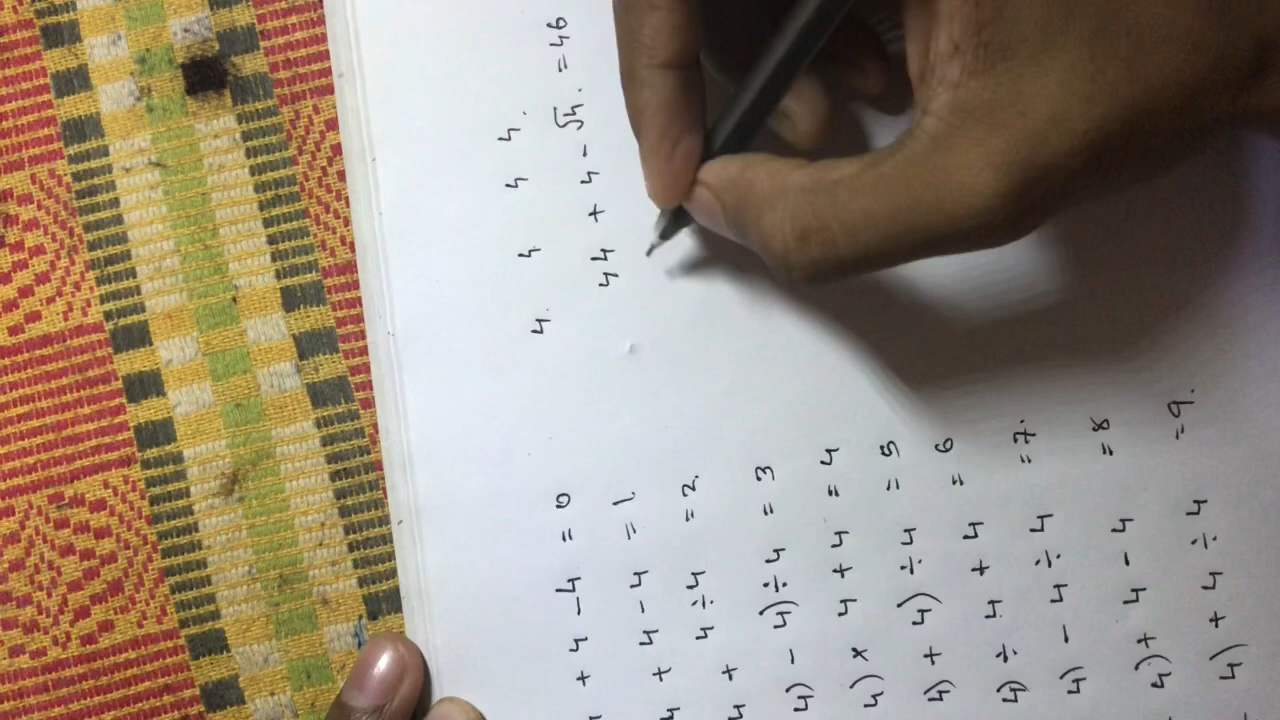 4. 4 4 4.
44 + 4 - √4. = 46
+ 4 - 4 = 0
4 + 4 - 4 = 1
4 + 4 ÷ 4 = 2.
4) - 4) ÷ 4 = 3
4) × 4 + 4 = 4
4) + 4) ÷ 4 = 5
4) ÷ 4 + 4 = 6
4) - 4 ÷ 4 = 7.
4) + 4 - 4 = 8
4) + 4 ÷ 4 = 9.